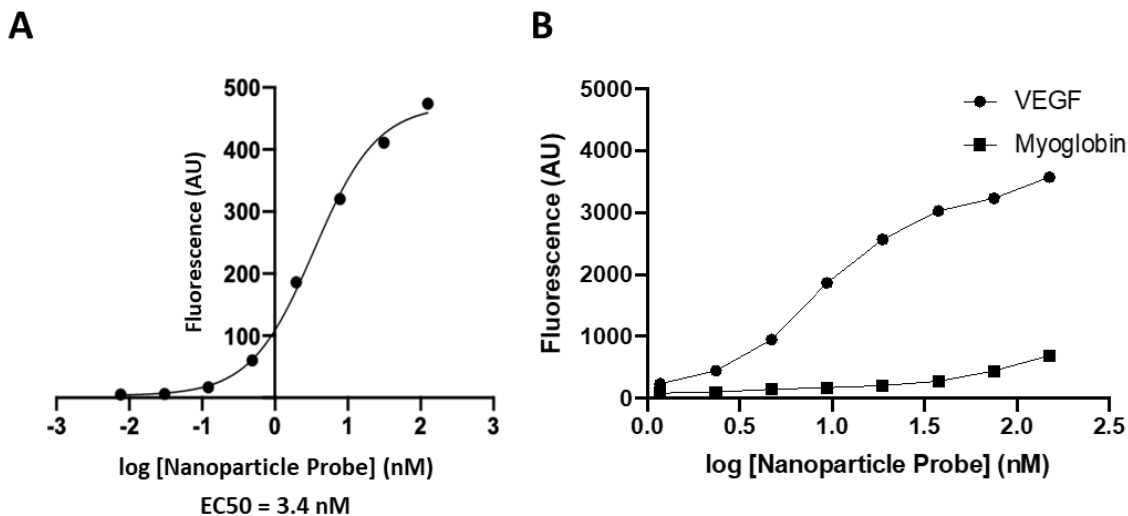 A
Fluorescence (AU)
500
400
300
200
100
-3 -2 -1 0 1 2 3
log [Nanoparticle Probe] (nM)
EC50 = 3.4 nM
B
Fluorescence (AU)
5000
4000
3000
2000
1000
0
0.0 0.5 1.0 1.5 2.0 2.5
log [Nanoparticle Probe] (nM)
VEGF
Myoglobin